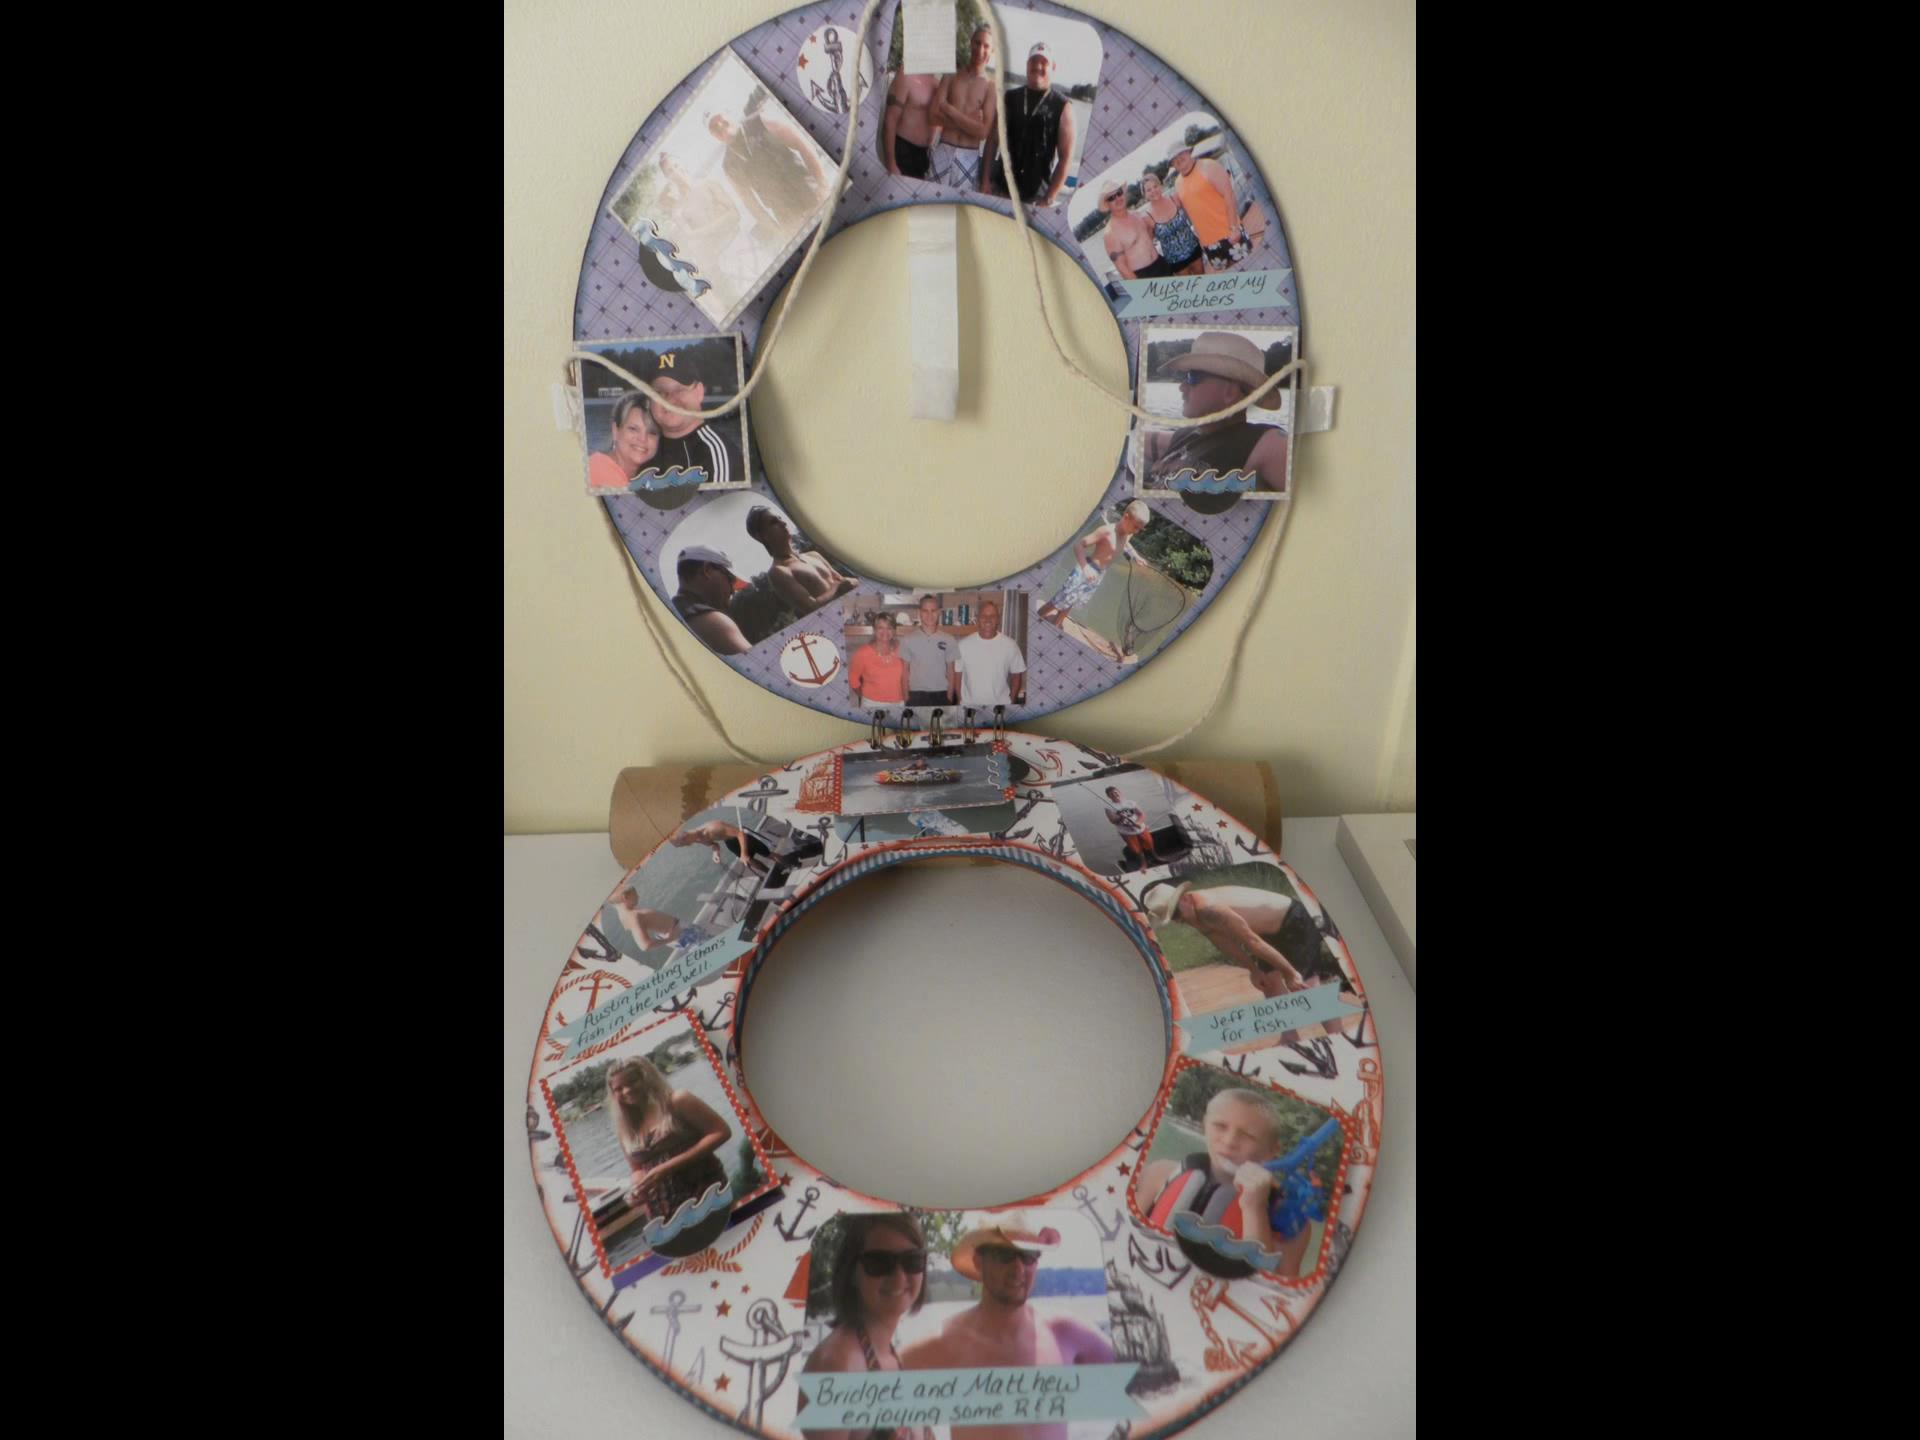 N
Myself and My
Brothers
Austin putting Ethan's
fish in the live well.
Jeff looking
for fish.
Bridget and Matthew
enjoying some R & R